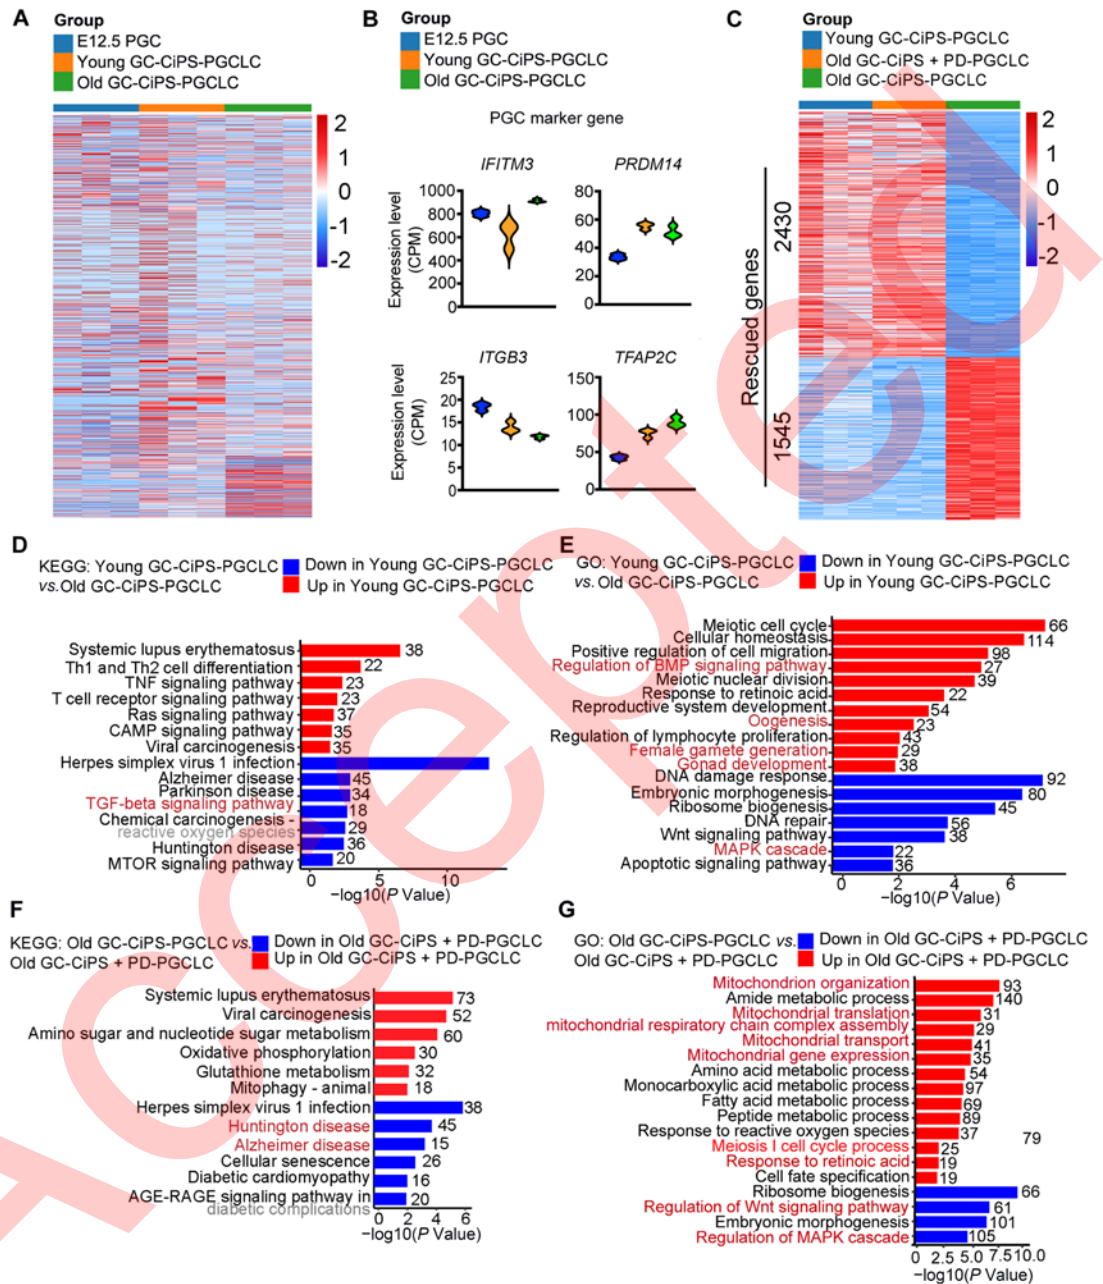 A
Group
E12.5 PGC
Young GC-CiPS-PGCLC
Old GC-CiPS-PGCLC
2
1
0
-1
-2
B
Group
E12.5 PGC
Young GC-CiPS-PGCLC
Old GC-CiPS-PGCLC
PGC marker gene
IFITM3
Expression level
(CPM)
1000
800
600
400
200
0
PRDM14
80
60
40
20
0
ITGB3
Expression level
(CPM)
25
20
15
10
5
0
TFAP2C
150
100
50
0
C
Group
Young GC-CiPS-PGCLC
Old GC-CiPS + PD-PGCLC
Old GC-CiPS-PGCLC
2
1
0
-1
-2
Rescued genes
2430
1545
D
KEGG: Young GC-CiPS-PGCLC
vs. Old GC-CiPS-PGCLC
Down in Young GC-CiPS-PGCLC
Up in Young GC-CiPS-PGCLC
Systemic lupus erythematosus 38
Th1 and Th2 cell differentiation 22
TNF signaling pathway 23
T cell receptor signaling pathway 23
Ras signaling pathway 37
CAMP signaling pathway 35
Viral carcinogenesis 35
Herpes simplex virus 1 infection
Alzheimer disease 45
Parkinson disease 34
TGF-beta signaling pathway 18
Chemical carcinogenesis -
reactive oxygen species 29
Huntington disease 36
MTOR signaling pathway 20
0 5 10
−log10(P Value)
E
GO: Young GC-CiPS-PGCLC
vs. Old GC-CiPS-PGCLC
Down in Young GC-CiPS-PGCLC
Up in Young GC-CiPS-PGCLC
Meiotic cell cycle 66
Cellular homeostasis 114
Positive regulation of cell migration 98
Regulation of BMP signaling pathway 27
Meiotic nuclear division 39
Response to retinoic acid 22
Reproductive system development 54
Oogenesis 23
Regulation of lymphocyte proliferation 43
Female gamete generation 29
Gonad development 38
DNA damage response 92
Embryonic morphogenesis 80
Ribosome biogenesis 45
DNA repair 56
Wnt signaling pathway 38
MAPK cascade 22
Apoptotic signaling pathway 36
0 2 4 6
−log10(P Value)
F
KEGG: Old GC-CiPS-PGCLC vs.
Old GC-CiPS + PD-PGCLC
Down in Old GC-CiPS + PD-PGCLC
Up in Old GC-CiPS + PD-PGCLC
Systemic lupus erythematosus 73
Viral carcinogenesis 52
Amino sugar and nucleotide sugar metabolism 60
Oxidative phosphorylation 30
Glutathione metabolism 32
Mitophagy - animal 18
Herpes simplex virus 1 infection 38
Huntington disease 45
Alzheimer disease 15
Cellular senescence 26
Diabetic cardiomyopathy 16
AGE-RAGE signaling pathway in 20
diabetic complications
0 2 4 6
−log10(P Value)
G
GO: Old GC-CiPS-PGCLC vs.
Old GC-CiPS + PD-PGCLC
Down in Old GC-CiPS + PD-PGCLC
Up in Old GC-CiPS + PD-PGCLC
Mitochondrion organization 93
Amide metabolic process 140
Mitochondrial translation 31
mitochondrial respiratory chain complex assembly 29
Mitochondrial transport 41
Mitochondrial gene expression 35
Amino acid metabolic process 54
Monocarboxylic acid metabolic process 97
Fatty acid metabolic process 69
Peptide metabolic process 89
Response to reactive oxygen species 37
79
Meiosis I cell cycle process 25
Response to retinoic acid 19
Cell fate specification 19
Ribosome biogenesis 66
Regulation of Wnt signaling pathway 61
Embryonic morphogenesis 101
Regulation of MAPK cascade 105
0 2.5 5.0 7.5 10.0
−log10(P Value)
Accepted